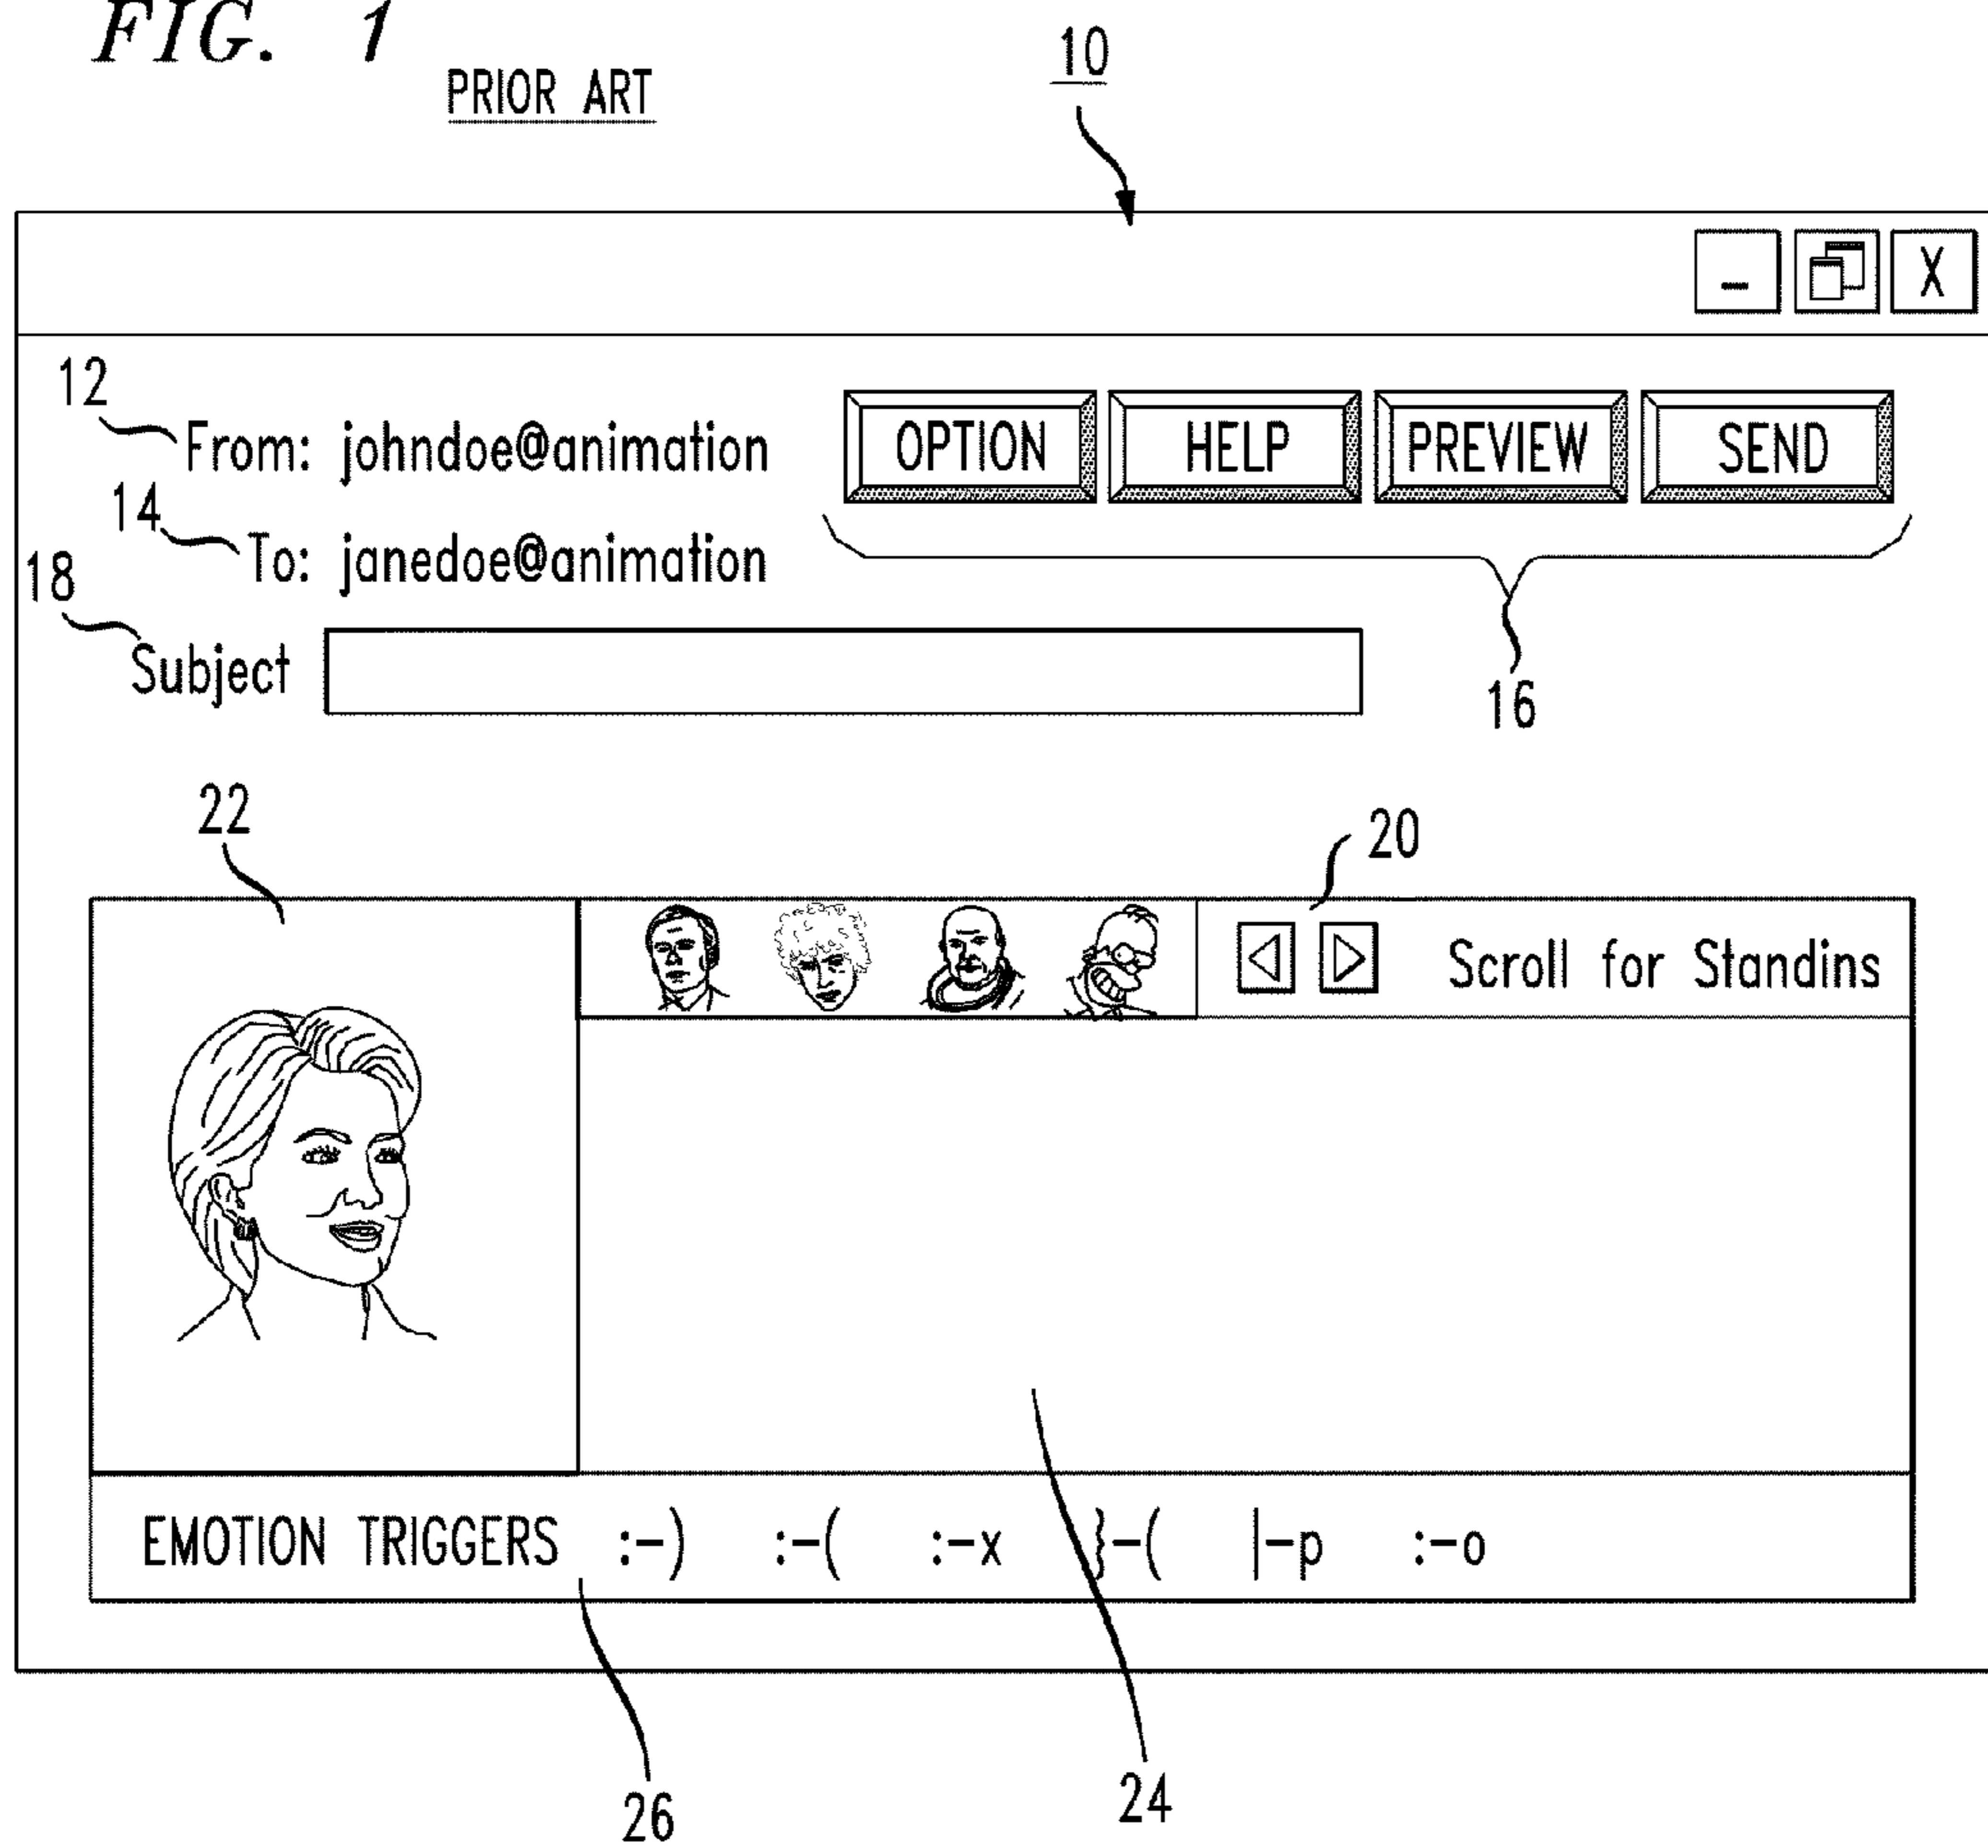 FIG. 1
PRIOR ART
10
X
12
From: johndoe@animation
OPTION
HELP
PREVIEW
SEND
14
To: janedoe@animation
18
Subject
16
22
20
Scroll for Standins
EMOTION TRIGGERS :-) :-( :-x }-( |-p :-o
24
26